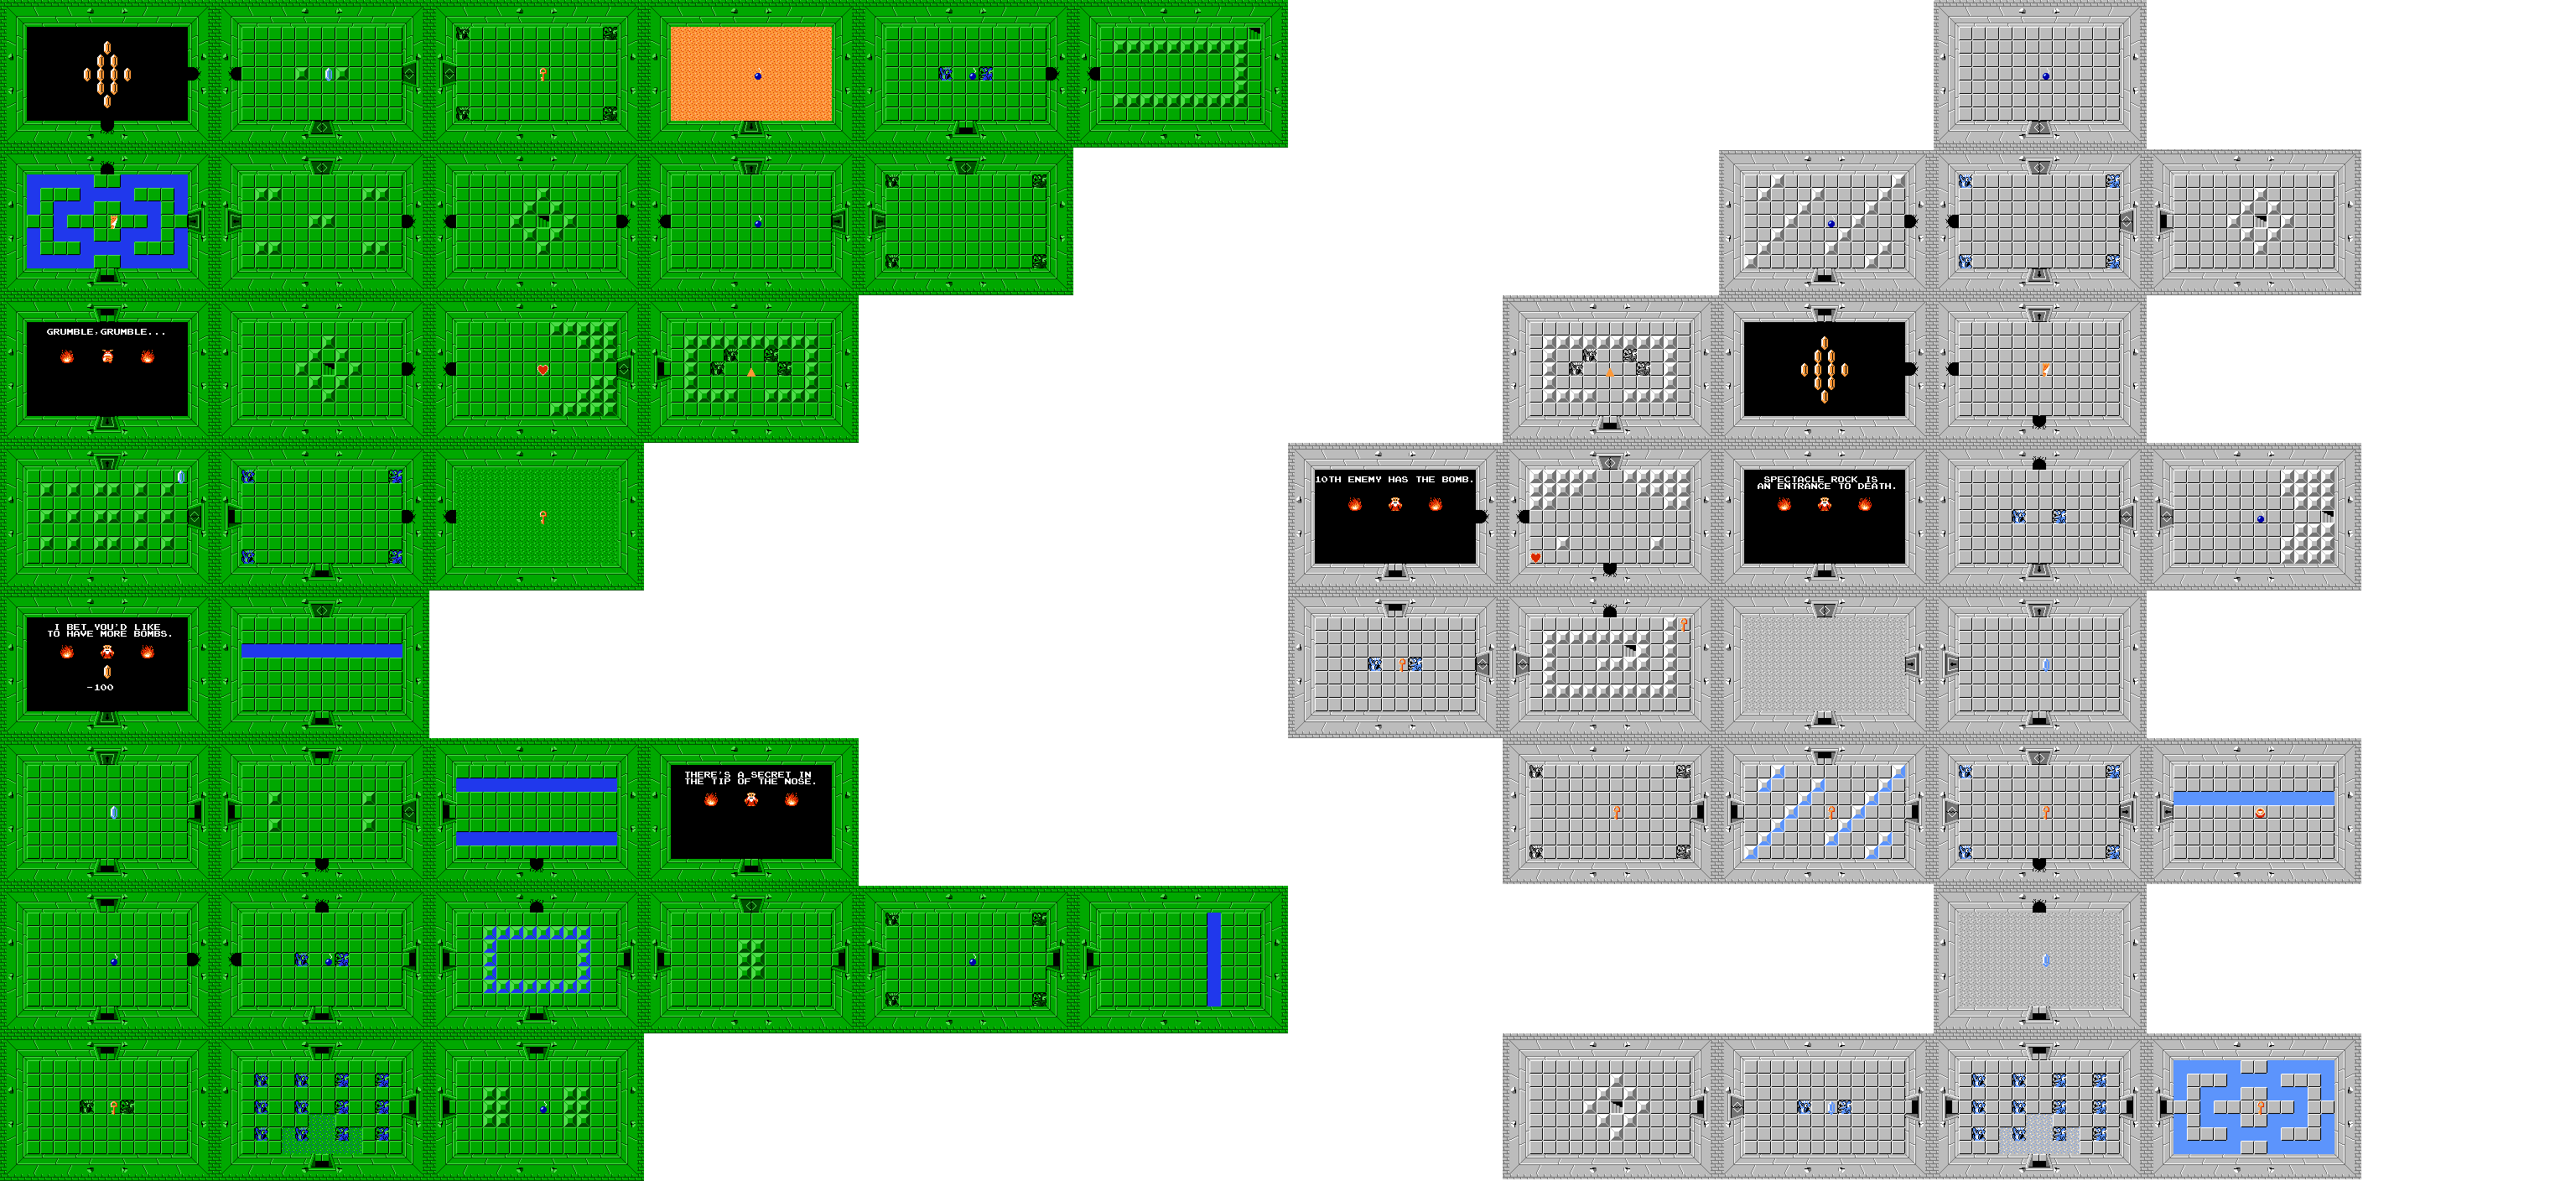 GRUMBLE,GRUMBLE...
10TH ENEMY HAS THE BOMB.
SPECTACLE ROCK IS
AN ENTRANCE TO DEATH.
I BET YOU'D LIKE
TO HAVE MORE BOMBS.
-100
THERE'S A SECRET IN
THE TIP OF THE NOSE.